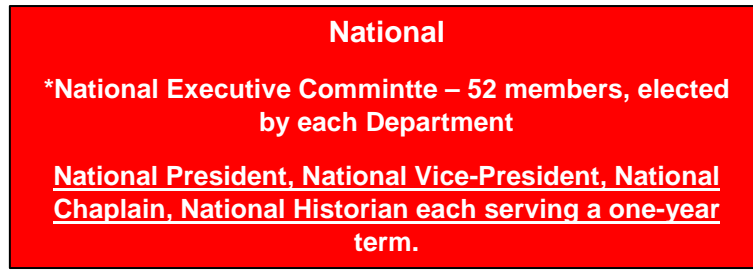 National
*National Executive Commintte – 52 members, elected
by each Department
National President, National Vice-President, National
Chaplain, National Historian each serving a one-year
term.